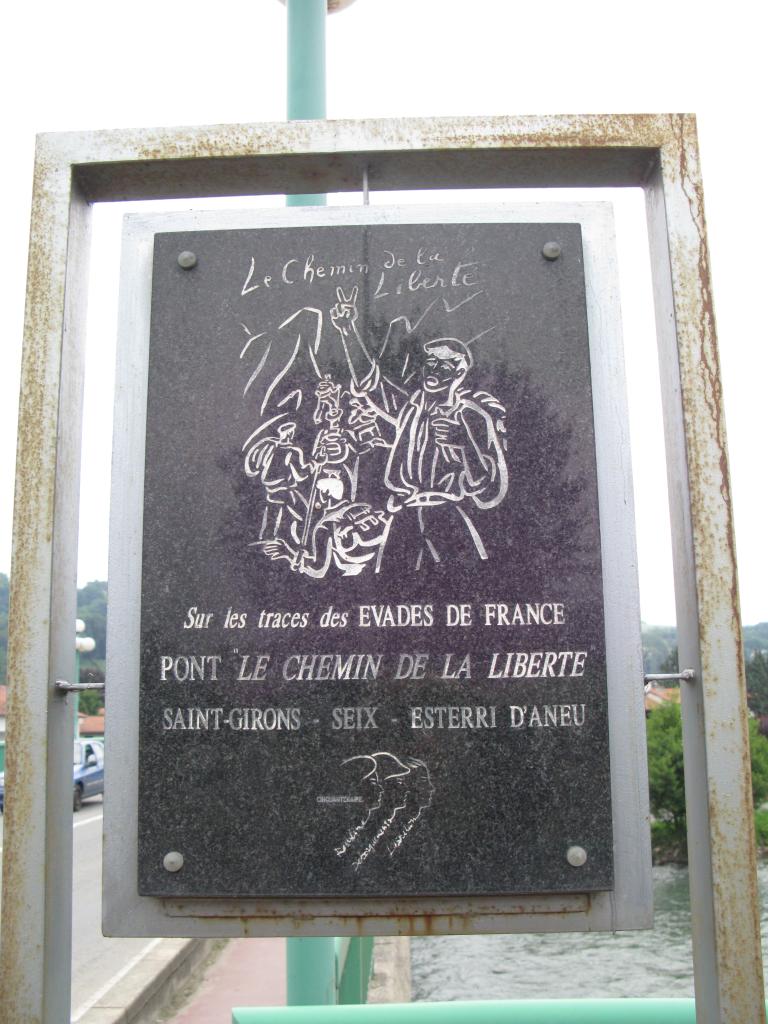 Le Chemin de la
Liberté
Sur les traces des EVADES DE FRANCE
PONT "LE CHEMIN DE LA LIBERTE"
SAINT-GIRONS - SEIX - ESTERRI D'ANEU
CINQUANTENAIRE